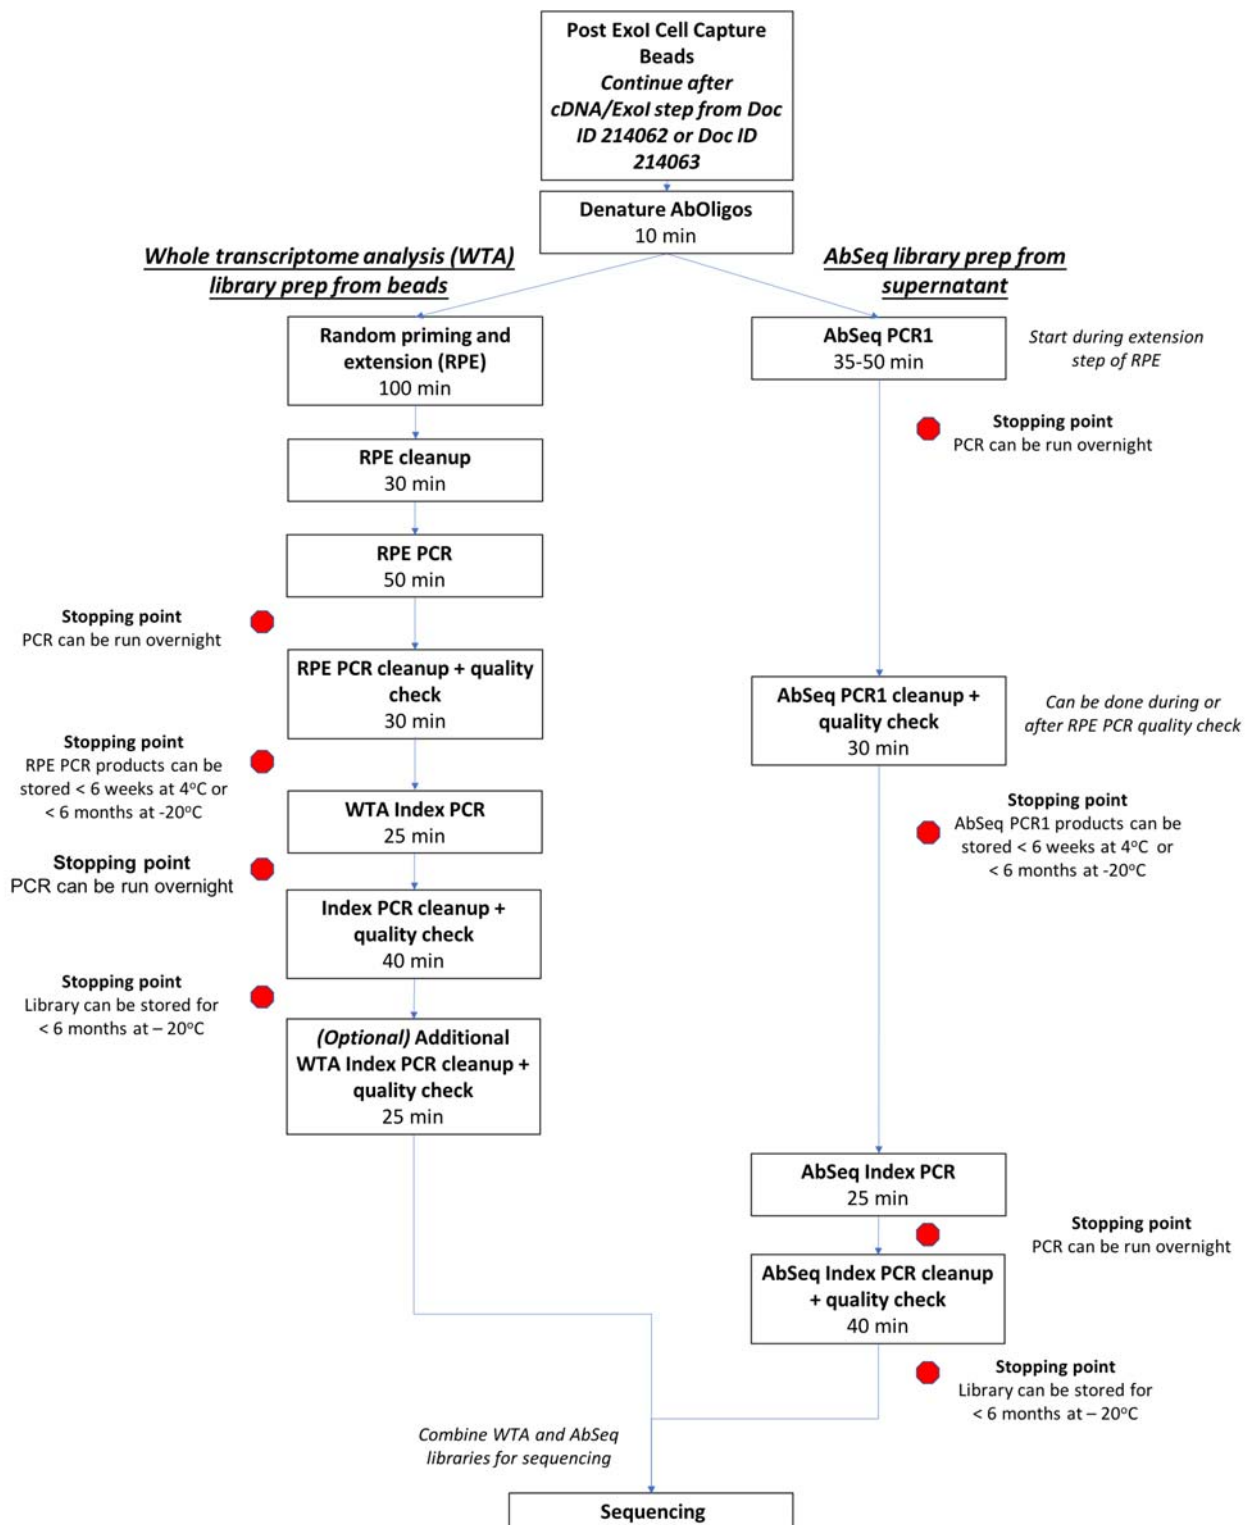 Post ExoI Cell Capture
Beads
Continue after
cDNA/ExoI step from Doc
ID 214062 or Doc ID
214063
Denature AbOligos
10 min
Whole transcriptome analysis (WTA)
library prep from beads
AbSeq library prep from
supernatant
Random priming and
extension (RPE)
100 min
AbSeq PCR1
35-50 min
Start during extension
step of RPE
Stopping point
PCR can be run overnight
RPE cleanup
30 min
RPE PCR
50 min
Stopping point
PCR can be run overnight
RPE PCR cleanup + quality
check
30 min
AbSeq PCR1 cleanup +
quality check
30 min
Can be done during or
after RPE PCR quality check
Stopping point
RPE PCR products can be
stored < 6 weeks at 4°C or
< 6 months at -20°C
Stopping point
AbSeq PCR1 products can be
stored < 6 weeks at 4°C or
< 6 months at -20°C
WTA Index PCR
25 min
Stopping point
PCR can be run overnight
Index PCR cleanup +
quality check
40 min
Stopping point
Library can be stored for
< 6 months at – 20°C
(Optional) Additional
WTA Index PCR cleanup +
quality check
25 min
AbSeq Index PCR
25 min
Stopping point
PCR can be run overnight
AbSeq Index PCR cleanup
+ quality check
40 min
Stopping point
Library can be stored for
< 6 months at – 20°C
Combine WTA and AbSeq
libraries for sequencing
Sequencing